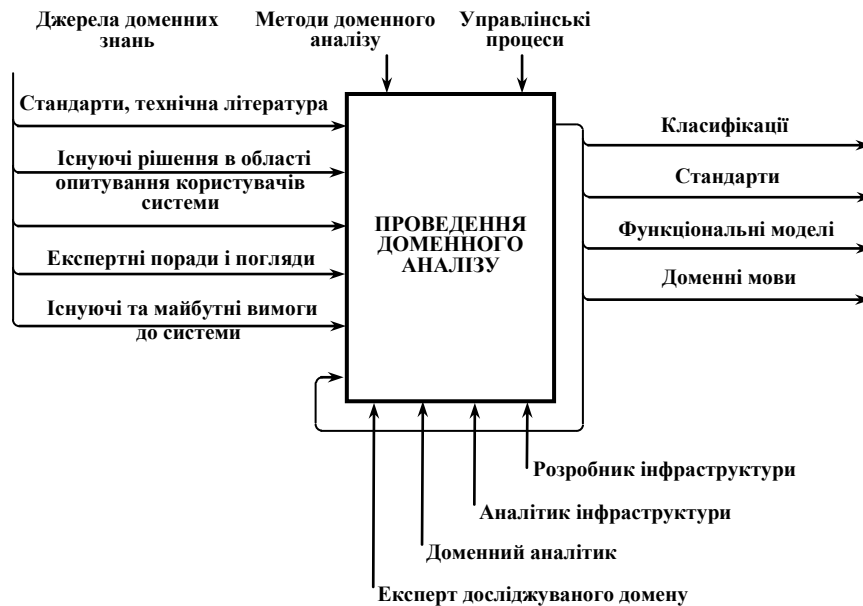 Джерела доменних
знань
Методи доменного
аналізу
Управлінські
процеси
Стандарти, технічна література
Існуючі рішення в області
опитування користувачів
системи
Експертні поради і погляди
Існуючі та майбутні вимоги
до системи
ПРОВЕДЕННЯ
ДОМЕННОГО
АНАЛІЗУ
Класифікації
Стандарти
Функціональні моделі
Доменні мови
Розробник інфраструктури
Аналітик інфраструктури
Доменний аналітик
Експерт досліджуваного домену